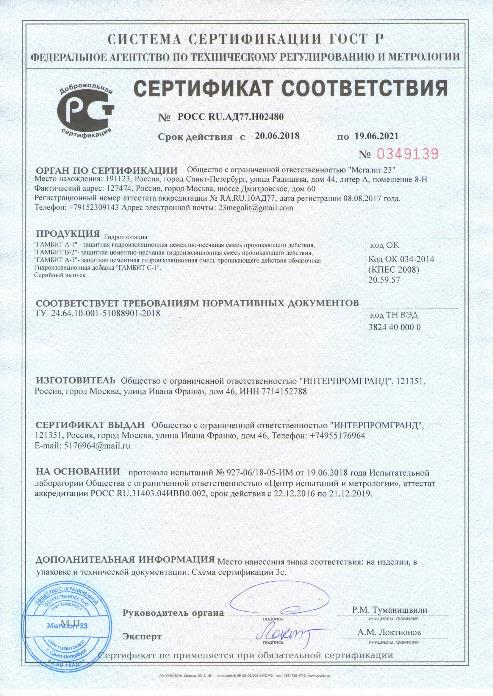 СИСТЕМА СЕРТИФИКАЦИИ ГОСТ Р
ФЕДЕРАЛЬНОЕ АГЕНТСТВО ПО ТЕХНИЧЕСКОМУ РЕГУЛИРОВАНИЮ И МЕТРОЛОГИИ
Добровольная
сертификация
СЕРТИФИКАТ СООТВЕТСТВИЯ
№ РОСС RU.АД77.Н02480
Срок действия с 20.06.2018 по 19.06.2021
№ 0349139
ОРГАН ПО СЕРТИФИКАЦИИ Общество с ограниченной ответственностью "Мегалит-23"
Место нахождения: 191123, Россия, город Санкт-Петербург, улица Радищева, дом 44, литер А, помещение 8-Н
Фактический адрес: 127474, Россия, город Москва, шоссе Дмитровское, дом 60
Регистрационный номер аттестата аккредитации № RA.RU.10АД77, дата регистрации 08.08.2017 года.
Телефон: +79152309143 Адрес электронной почты: 23megalit@gmail.com
ПРОДУКЦИЯ Гидроизоляция:
"ГАМБИТ А-1" - защитная гидроизоляционная цементно-песчаная смесь проникающего действия,
"ГАМБИТ В-2" - защитная цементно-песчаная гидроизоляционная смесь проникающего действия,
"ГАМБИТ А-3"- защитная цементная гидроизоляционная смесь проникающего действия обмазочная
Гидроизоляционная добавка "ГАМБИТ С-1".
Серийный выпуск
код ОК
Код ОК 034-2014
(КПЕС 2008)
20.59.57
СООТВЕТСТВУЕТ ТРЕБОВАНИЯМ НОРМАТИВНЫХ ДОКУМЕНТОВ
ТУ 24.64.10-001-51088901-2018
код ТН ВЭД
3824 40 000 0
ИЗГОТОВИТЕЛЬ Общество с ограниченной ответственностью "ИНТЕРПРОМГРАНД", 121351,
Россия, город Москва, улица Ивана Франко, дом 46, ИНН 7714152788
СЕРТИФИКАТ ВЫДАН Общество с ограниченной ответственностью "ИНТЕРПРОМГРАНД",
121351, Россия, город Москва, улица Ивана Франко, дом 46, Телефон: +74955176964
E-mail: 5176964@mail.ru
НА ОСНОВАНИИ протокола испытаний № 927-06/18-05-ИМ от 19.06.2018 года Испытательной
лаборатории Общества с ограниченной ответственностью «Центр испытаний и метрологии», аттестат
аккредитации РОСС RU.31403.04ИВВ0.002, срок действия с 22.12.2016 по 21.12.2019.
ДОПОЛНИТЕЛЬНАЯ ИНФОРМАЦИЯ Место нанесения знака соответствия: на изделии, в
упаковке и технической документации. Схема сертификации 3с.
М.П.
Мегалит-23
Руководитель органа
подпись
Р.М. Туманишвили
инициалы, фамилия
Эксперт
подпись
А.М. Локтионов
инициалы, фамилия
Сертификат не применяется при обязательной сертификации